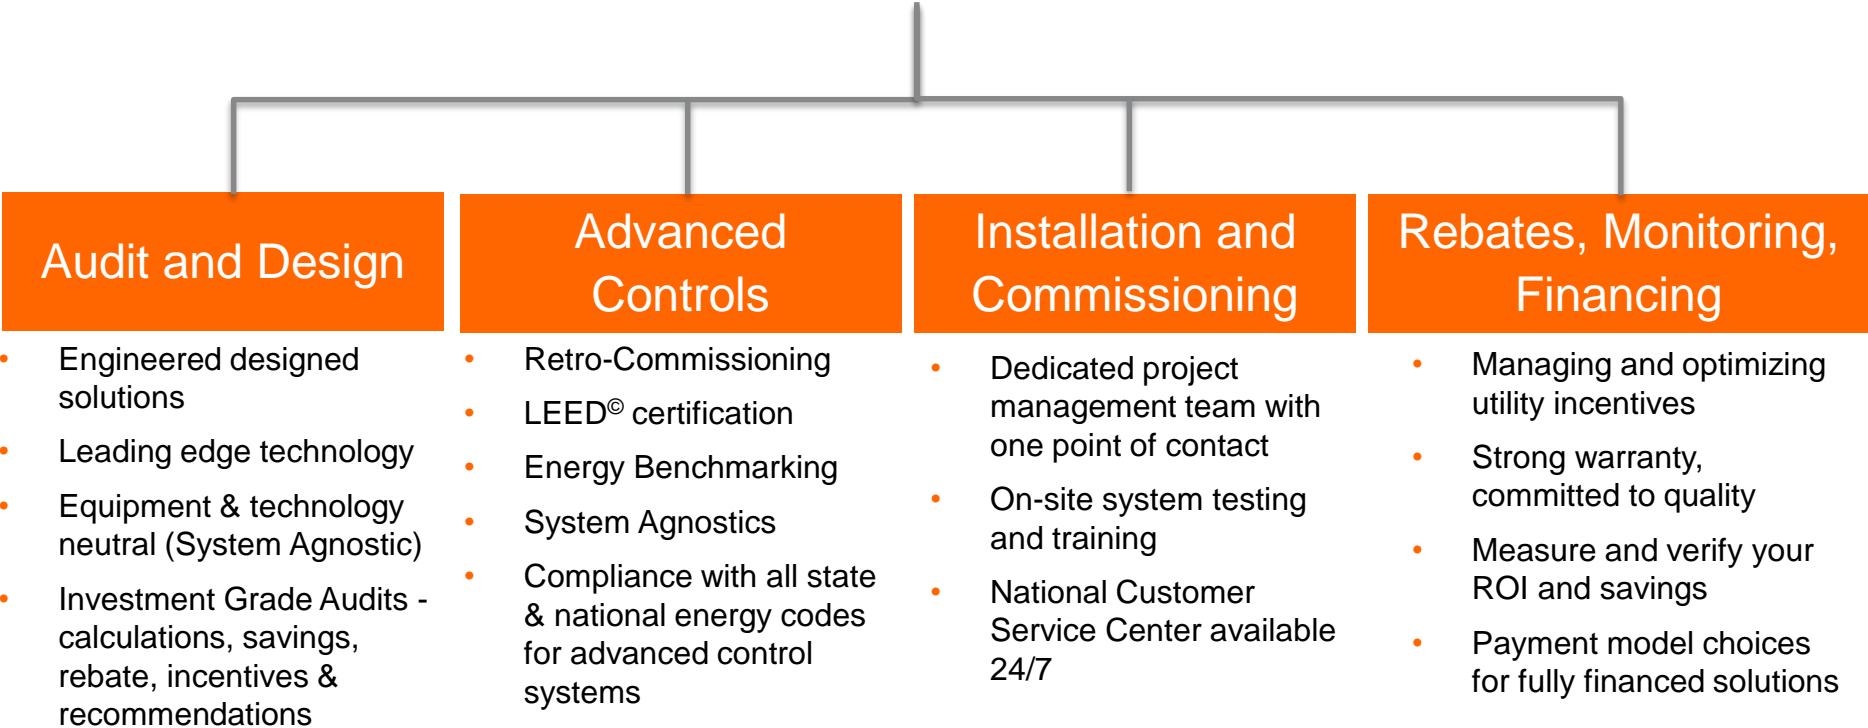 Audit and Design
• Engineered designed
solutions
• Leading edge technology
• Equipment & technology
neutral (System Agnostic)
• Investment Grade Audits -
calculations, savings,
rebate, incentives &
recommendations
Advanced
Controls
• Retro-Commissioning
• LEED© certification
• Energy Benchmarking
• System Agnostics
• Compliance with all state
& national energy codes
for advanced control
systems
Installation and
Commissioning
• Dedicated project
management team with
one point of contact
• On-site system testing
and training
• National Customer
Service Center available
24/7
Rebates, Monitoring,
Financing
• Managing and optimizing
utility incentives
• Strong warranty,
committed to quality
• Measure and verify your
ROI and savings
• Payment model choices
for fully financed solutions